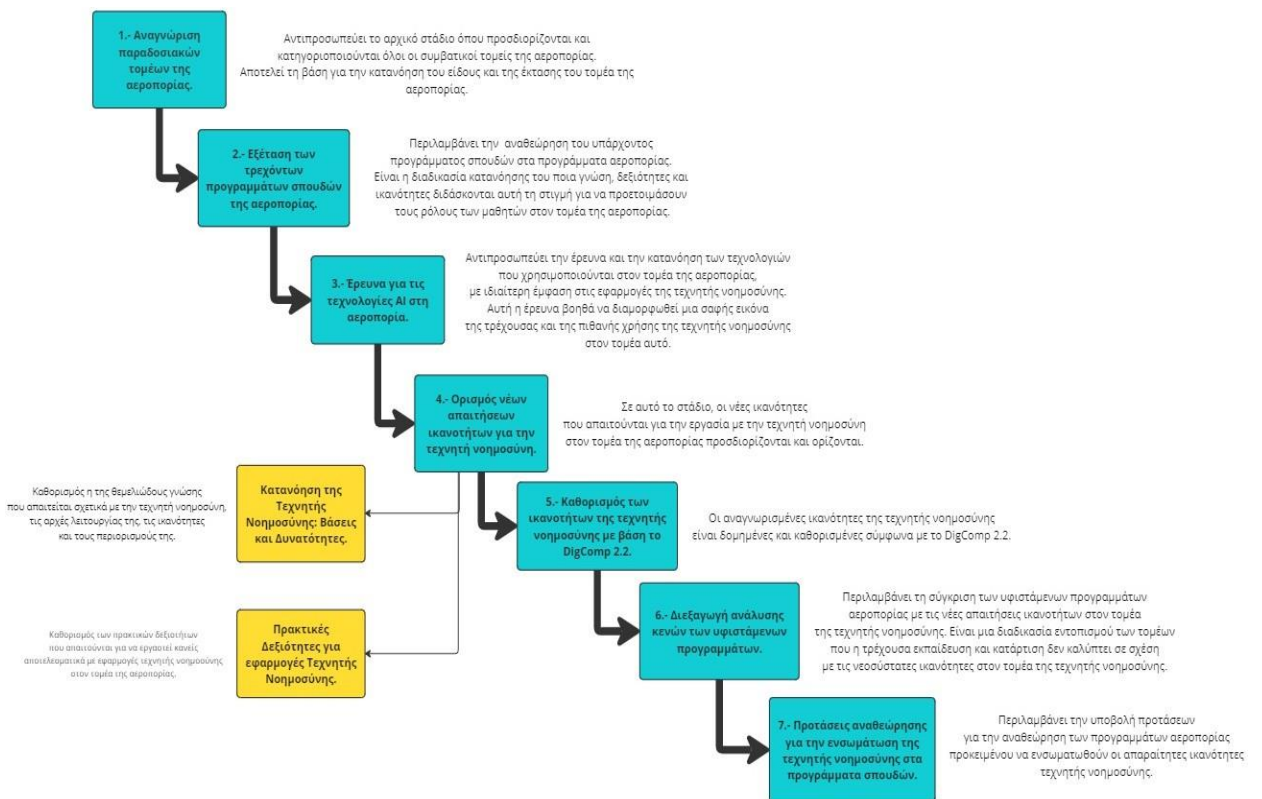 1.- Αναγνώριση
παραδοσιακών
τομέων της
αεροπορίας.
Αντιπροσωπεύει το αρχικό στάδιο όπου προσδιορίζονται και
κατηγοριοποιούνται όλοι οι συμβατικοί τομείς της αεροπορίας.
Αποτελεί τη βάση για την κατανόηση του είδους και της έκτασης του τομέα της
αεροπορίας.
2.- Εξέταση των
τρεχόντων
προγραμμάτων σπουδών
της αεροπορίας.
Περιλαμβάνει την αναθεώρηση του υπάρχοντος
προγράμματος σπουδών στα προγράμματα αεροπορίας.
Είναι η διαδικασία κατανόησης του ποια γνώση, δεξιότητες και
ικανότητες διδάσκονται αυτή τη στιγμή για να προετοιμάσουν
τους ρόλους των μαθητών στον τομέα της αεροπορίας.
3.- Έρευνα για τις
τεχνολογίες AI στη
αεροπορία.
Αντιπροσωπεύει την έρευνα και την κατανόηση των τεχνολογιών
που χρησιμοποιούνται στον τομέα της αεροπορίας,
με ιδιαίτερη έμφαση στις εφαρμογές της τεχνητής νοημοσύνης.
Αυτή η έρευνα βοηθά να διαμορφωθεί μια σαφής εικόνα
της τρέχουσας και της πιθανής χρήσης της τεχνητής νοημοσύνης
στον τομέα αυτό.
4.- Ορισμός νέων
απαιτήσεων
ικανοτήτων για την
τεχνητή νοημοσύνη.
Σε αυτό το στάδιο, οι νέες ικανότητες
που απαιτούνται για την εργασία με την τεχνητή νοημοσύνη
στον τομέα της αεροπορίας προσδιορίζονται και ορίζονται.
Καθορισμός η της θεμελιώδους γνώσης
που απαιτείται σχετικά με την τεχνητή νοημοσύνη,
τις αρχές λειτουργίας της, τις ικανότητες
και τους περιορισμούς της.
Κατανόηση της
Τεχνητής
Νοημοσύνης: Βάσεις
και Δυνατότητες.
5.- Καθορισμός των
ικανοτήτων της τεχνητής
νοημοσύνης με βάση το
DigComp 2.2.
Οι αναγνωρισμένες ικανότητες της τεχνητής νοημοσύνης
είναι δομημένες και καθορισμένες σύμφωνα με το DigComp 2.2.
Καθορισμός των πρακτικών δεξιοτήτων
που απαιτούνται για να εργαστεί κανείς
αποτελεσματικά με εφαρμογές τεχνητής νοημοσύνης
στον τομέα της αεροπορίας.
Πρακτικές
Δεξιότητες για
εφαρμογές Τεχνητής
Νοημοσύνης.
6.- Διεξαγωγή ανάλυσης
κενών των υφιστάμενων
προγραμμάτων.
Περιλαμβάνει τη σύγκριση των υφιστάμενων προγραμμάτων
αεροπορίας με τις νέες απαιτήσεις ικανοτήτων στον τομέα
της τεχνητής νοημοσύνης. Είναι μια διαδικασία εντοπισμού των τομέων
που η τρέχουσα εκπαίδευση και κατάρτιση δεν καλύπτει σε σχέση
με τις νεοσύστατες ικανότητες στον τομέα της τεχνητής νοημοσύνης.
7.- Προτάσεις αναθεώρησης
για την ενσωμάτωση της
τεχνητής νοημοσύνης στα
προγράμματα σπουδών.
Περιλαμβάνει την υποβολή προτάσεων
για την αναθεώρηση των προγραμμάτων αεροπορίας
προκειμένου να ενσωματωθούν οι απαραίτητες ικανότητες
τεχνητής νοημοσύνης.